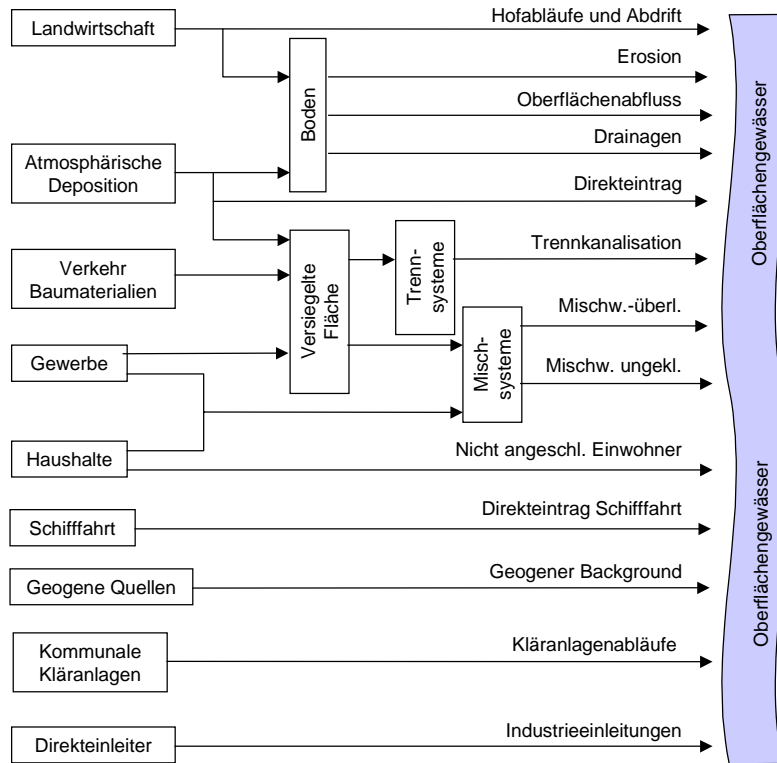 Landwirtschaft
Hofabläufe und Abdrift
Erosion
Boden
Oberflächenabfluss
Drainagen
Atmosphärische
Deposition
Direkteintrag
Oberflächengewässer
Verkehr
Baumaterialien
Versiegelte
Fläche
Trenn-
systeme
Trennkanalisation
Mischw.-überl.
Gewerbe
Misch-
systeme
Mischw. ungekl.
Haushalte
Nicht angeschl. Einwohner
Schifffahrt
Direkteintrag Schifffahrt
Oberflächengewässer
Geogene Quellen
Geogener Background
Kommunale
Kläranlagen
Kläranlagenabläufe
Direkteinleiter
Industrieeinleitungen